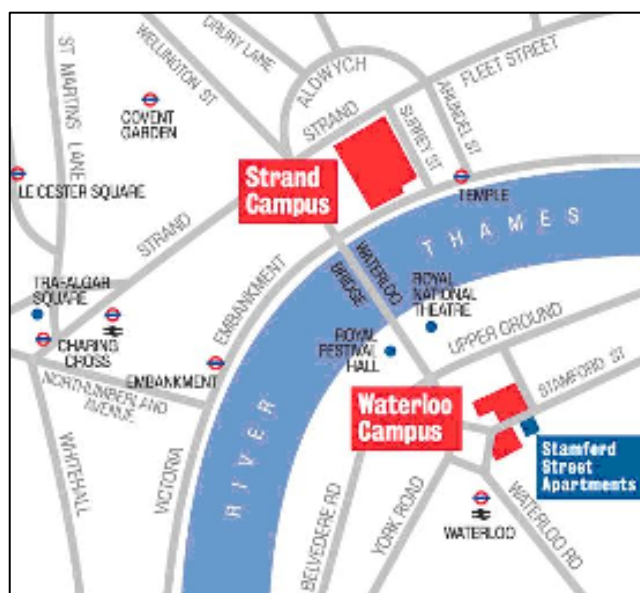 ST MARTINS LANE
WELLINGTON ST
DRURY LANE
ALDWYCH
FLEET STREET
COVENT
GARDEN
STRAND
SURREY ST
ARUNDEL ST
LE CESTER SQUARE
Strand
Campus
TEMPLE
STRAND
THAMES
WATERLOO
BRIDGE
EMBANKMENT
TRAFALGAR
SQUARE
ROYAL
NATIONAL
THEATRE
CHARING
CROSS
ROYAL
FESTIVAL
HALL
UPPER GROUND
EMBANKMENT
NORTHUMBERLAND
AVENUE
STAMFORD ST
Waterloo
Campus
WHITEHALL
VICTORIA
RIVER
Stamford
Street
Apartments
BELVEDERE RD
YORK ROAD
WATERLOO
WATERLOO RD